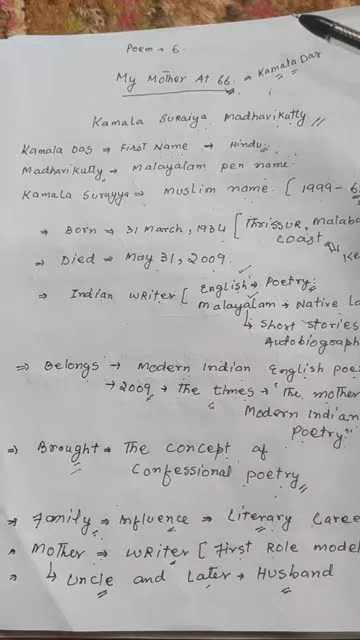 Poem → 6
My Mother At 66 → Kamala Das
Kamala Suraiya Madhavikutty
Kamala Das ⇒ First Name → Hindu
Madhavikutty → Malayalam pen name
Kamala Surayya ⇒ Muslim name [1999 -
→ Born → 31 March, 1934 [Thrissur, Malaba
coast
⇒ Died → May 31, 2009.
⇒ Indian writer [English → Poetry
Malayalam → Native La
↳ short stories
Autobiograph
⇒ Belongs → Modern Indian English poe
→ 2009 → The times → "The mother
Modern Indian
Poetry"
⇒ Brought → The concept of
Confessional poetry
→ Family → Influence → Literary Caree
→ Mother → Writer [First Role model
↳ Uncle and Later → Husband